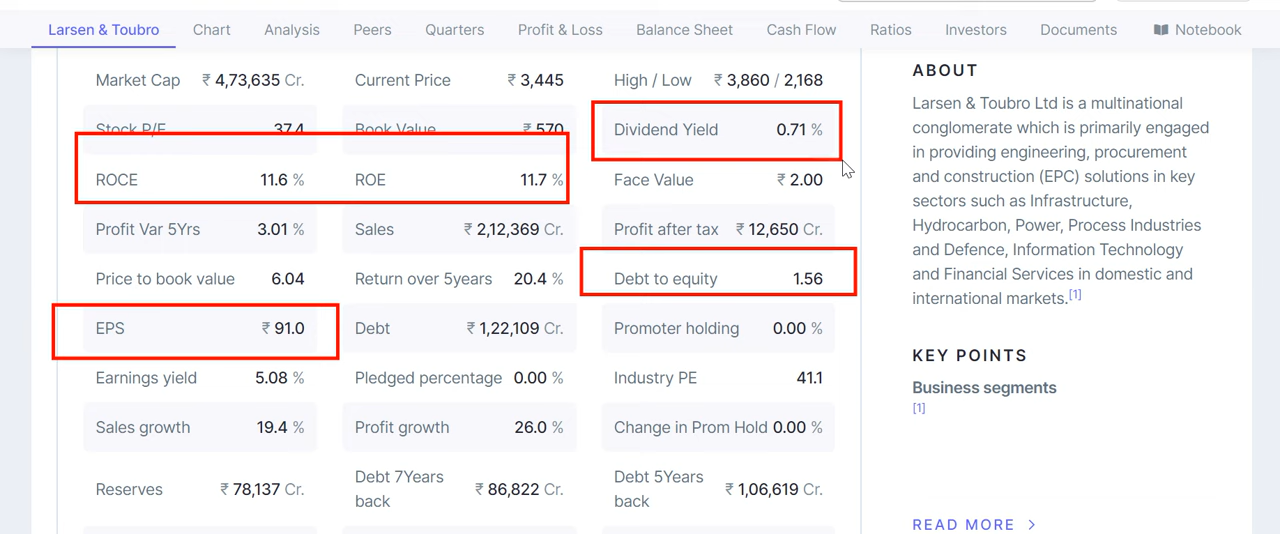 Larsen & Toubro Chart Analysis Peers Quarters Profit & Loss Balance Sheet Cash Flow Ratios Investors Documents Notebook
Market Cap ₹ 4,73,635 Cr. Current Price ₹ 3,445 High / Low ₹ 3,860 / 2,168
Stock P/E 37.4 Book Value ₹ 570 Dividend Yield 0.71 %
ROCE 11.6 % ROE 11.7 % Face Value ₹ 2.00
Profit Var 5Yrs 3.01 % Sales ₹ 2,12,369 Cr. Profit after tax ₹ 12,650 Cr.
Price to book value 6.04 Return over 5years 20.4 % Debt to equity 1.56
EPS ₹ 91.0 Debt ₹ 1,22,109 Cr. Promoter holding 0.00 %
Earnings yield 5.08 % Pledged percentage 0.00 % Industry PE 41.1
Sales growth 19.4 % Profit growth 26.0 % Change in Prom Hold 0.00 %
Reserves ₹ 78,137 Cr. Debt 7Years back ₹ 86,822 Cr. Debt 5Years back ₹ 1,06,619 Cr.
ABOUT
Larsen & Toubro Ltd is a multinational
conglomerate which is primarily engaged
in providing engineering, procurement
and construction (EPC) solutions in key
sectors such as Infrastructure,
Hydrocarbon, Power, Process Industries
and Defence, Information Technology
and Financial Services in domestic and
international markets.[1]
KEY POINTS
Business segments
[1]
READ MORE